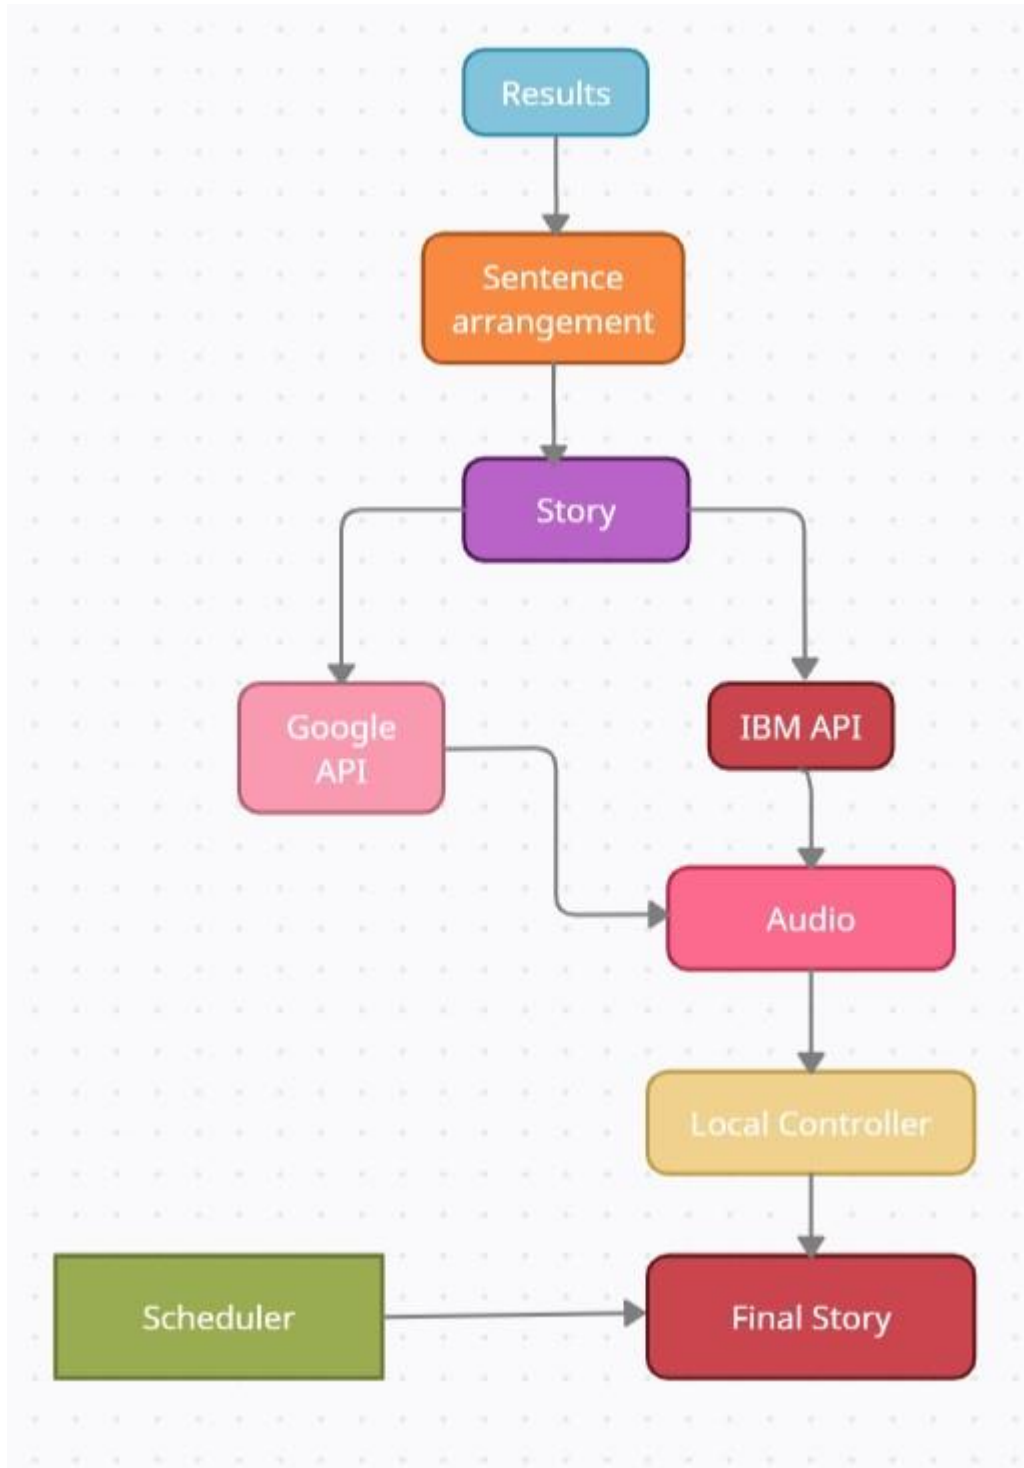 Results
Sentence
arrangement
Story
Google
API
IBM API
Audio
Local Controller
Scheduler
Final Story